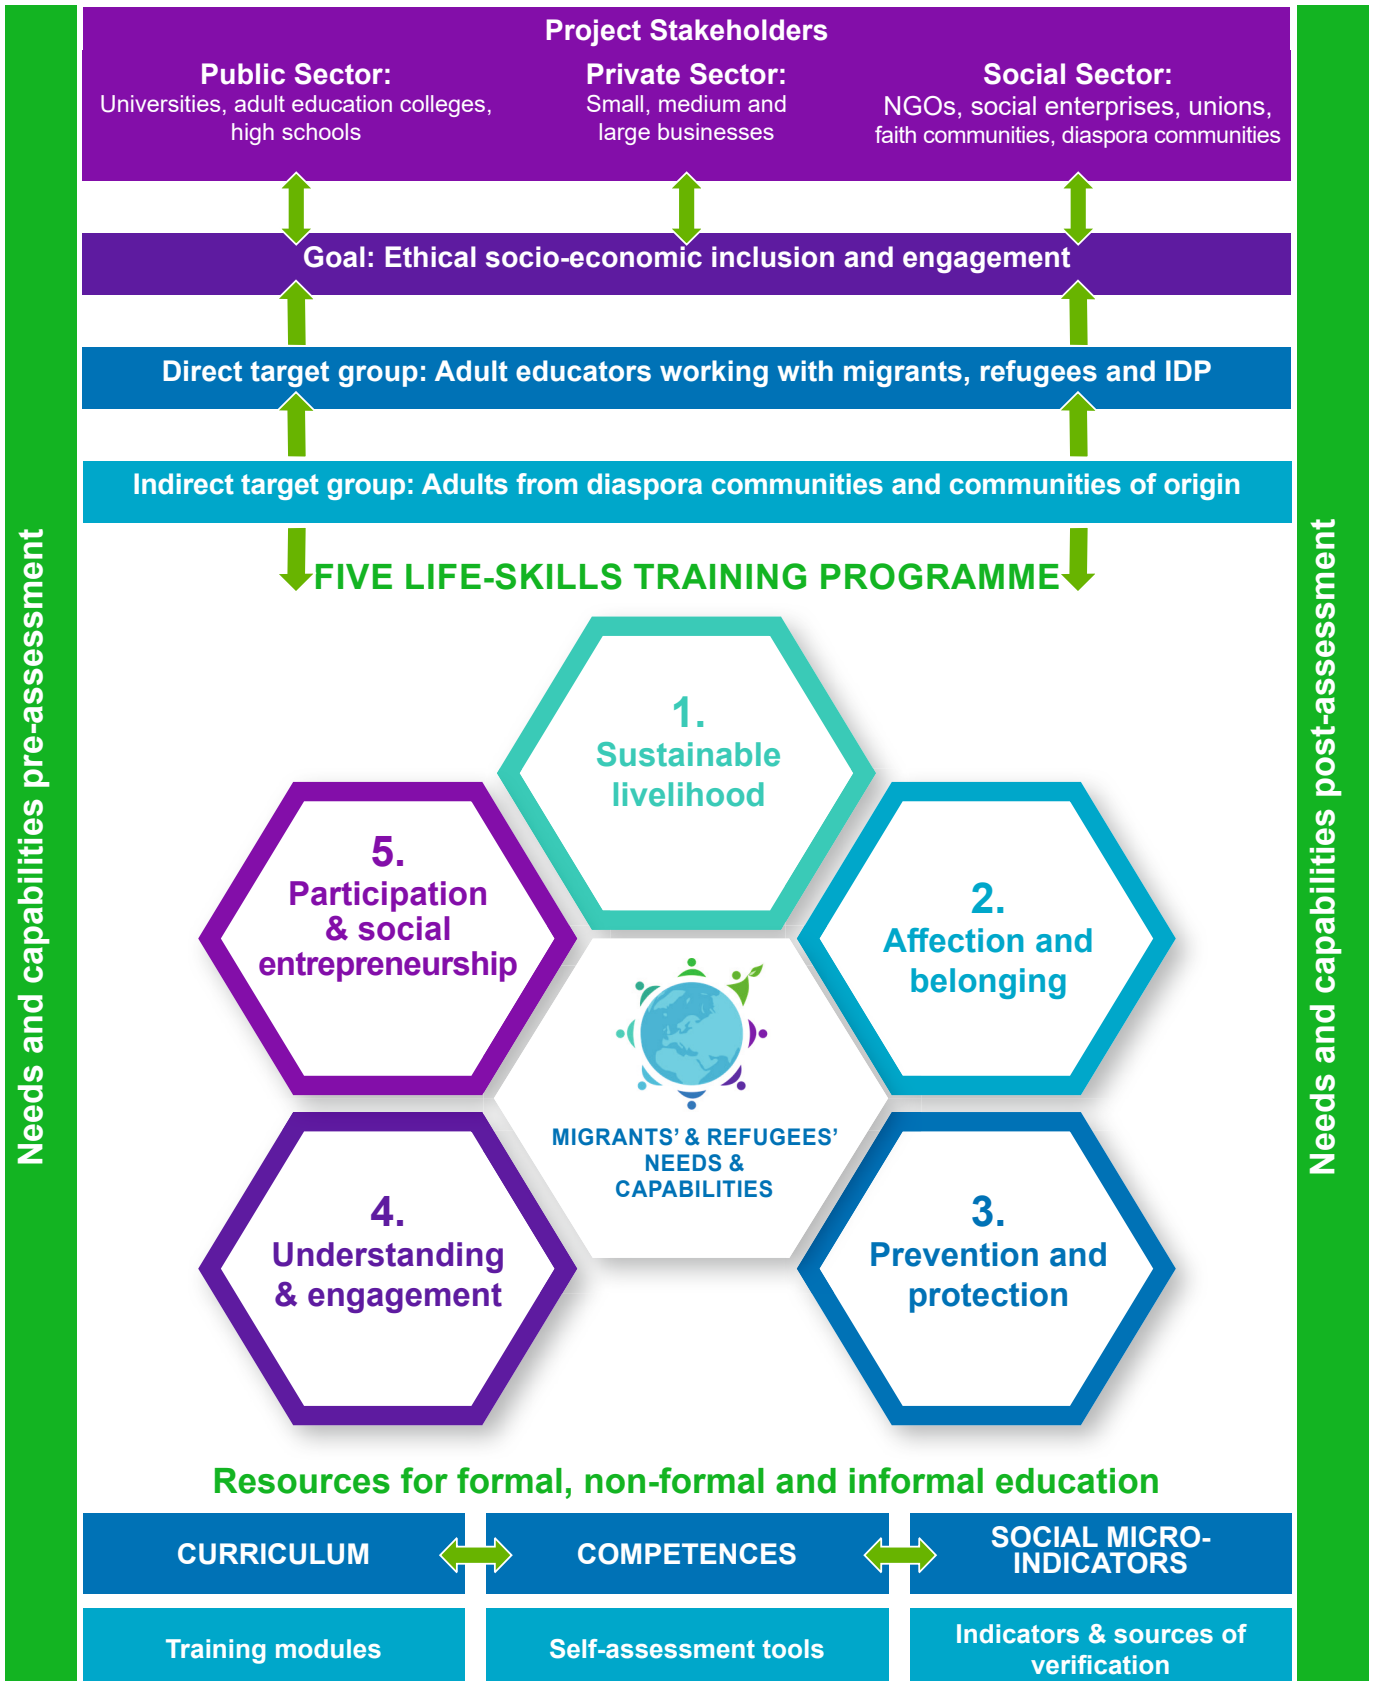 Project Stakeholders
Public Sector:
Universities, adult education colleges,
high schools
Private Sector:
Small, medium and
large businesses
Social Sector:
NGOs, social enterprises, unions,
faith communities, diaspora communities
Goal: Ethical socio-economic inclusion and engagement
Direct target group: Adult educators working with migrants, refugees and IDP
Indirect target group: Adults from diaspora communities and communities of origin
Needs and capabilities pre-assessment
Needs and capabilities post-assessment
FIVE LIFE-SKILLS TRAINING PROGRAMME
1.
Sustainable
livelihood
2.
Affection and
belonging
3.
Prevention and
protection
4.
Understanding
& engagement
5.
Participation
& social
entrepreneurship
MIGRANTS' & REFUGEES'
NEEDS &
CAPABILITIES
Resources for formal, non-formal and informal education
CURRICULUM
COMPETENCES
SOCIAL MICRO-
INDICATORS
Training modules
Self-assessment tools
Indicators & sources of
verification